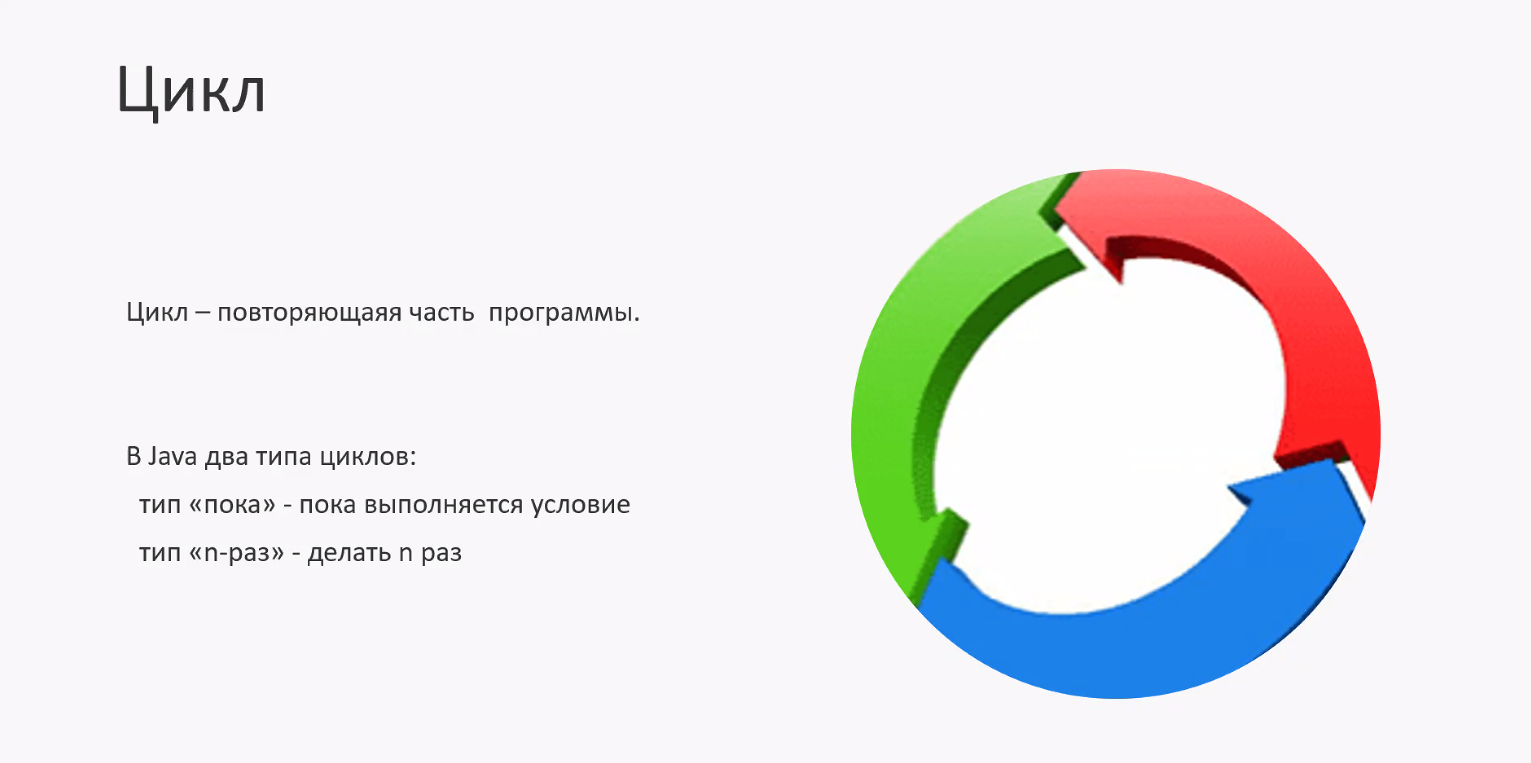 Цикл
Цикл – повторяющаяя часть  программы.
В Java два типа циклов:
тип «пока» - пока выполняется условие
тип «n-раз» - делать n раз